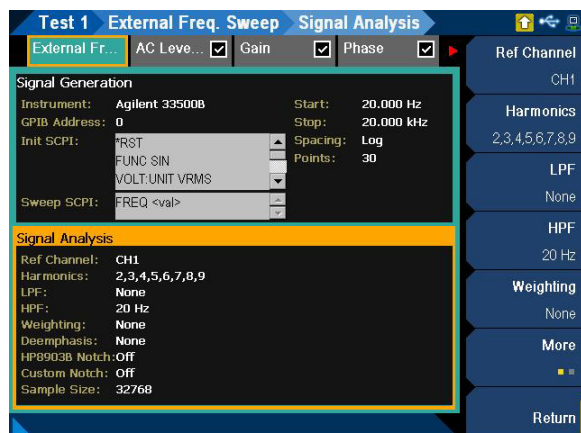 Test 1 External Freq. Sweep Signal Analysis
External Fr... AC Leve... Gain Phase
Signal Generation
Instrument: Agilent 33500B Start: 20.000 Hz
GPIB Address: 0 Stop: 20.000 kHz
Init SCPI: *RST Spacing: Log
FUNC SIN Points: 30
VOLT:UNIT VRMS
Sweep SCPI: FREQ <val>
Signal Analysis
Ref Channel: CH1
Harmonics: 2,3,4,5,6,7,8,9
LPF: None
HPF: 20 Hz
Weighting: None
Deemphasis: None
HP8903B Notch:Off
Custom Notch: Off
Sample Size: 32768
Ref Channel
CH1
Harmonics
2,3,4,5,6,7,8,9
LPF
None
HPF
20 Hz
Weighting
None
More
Return